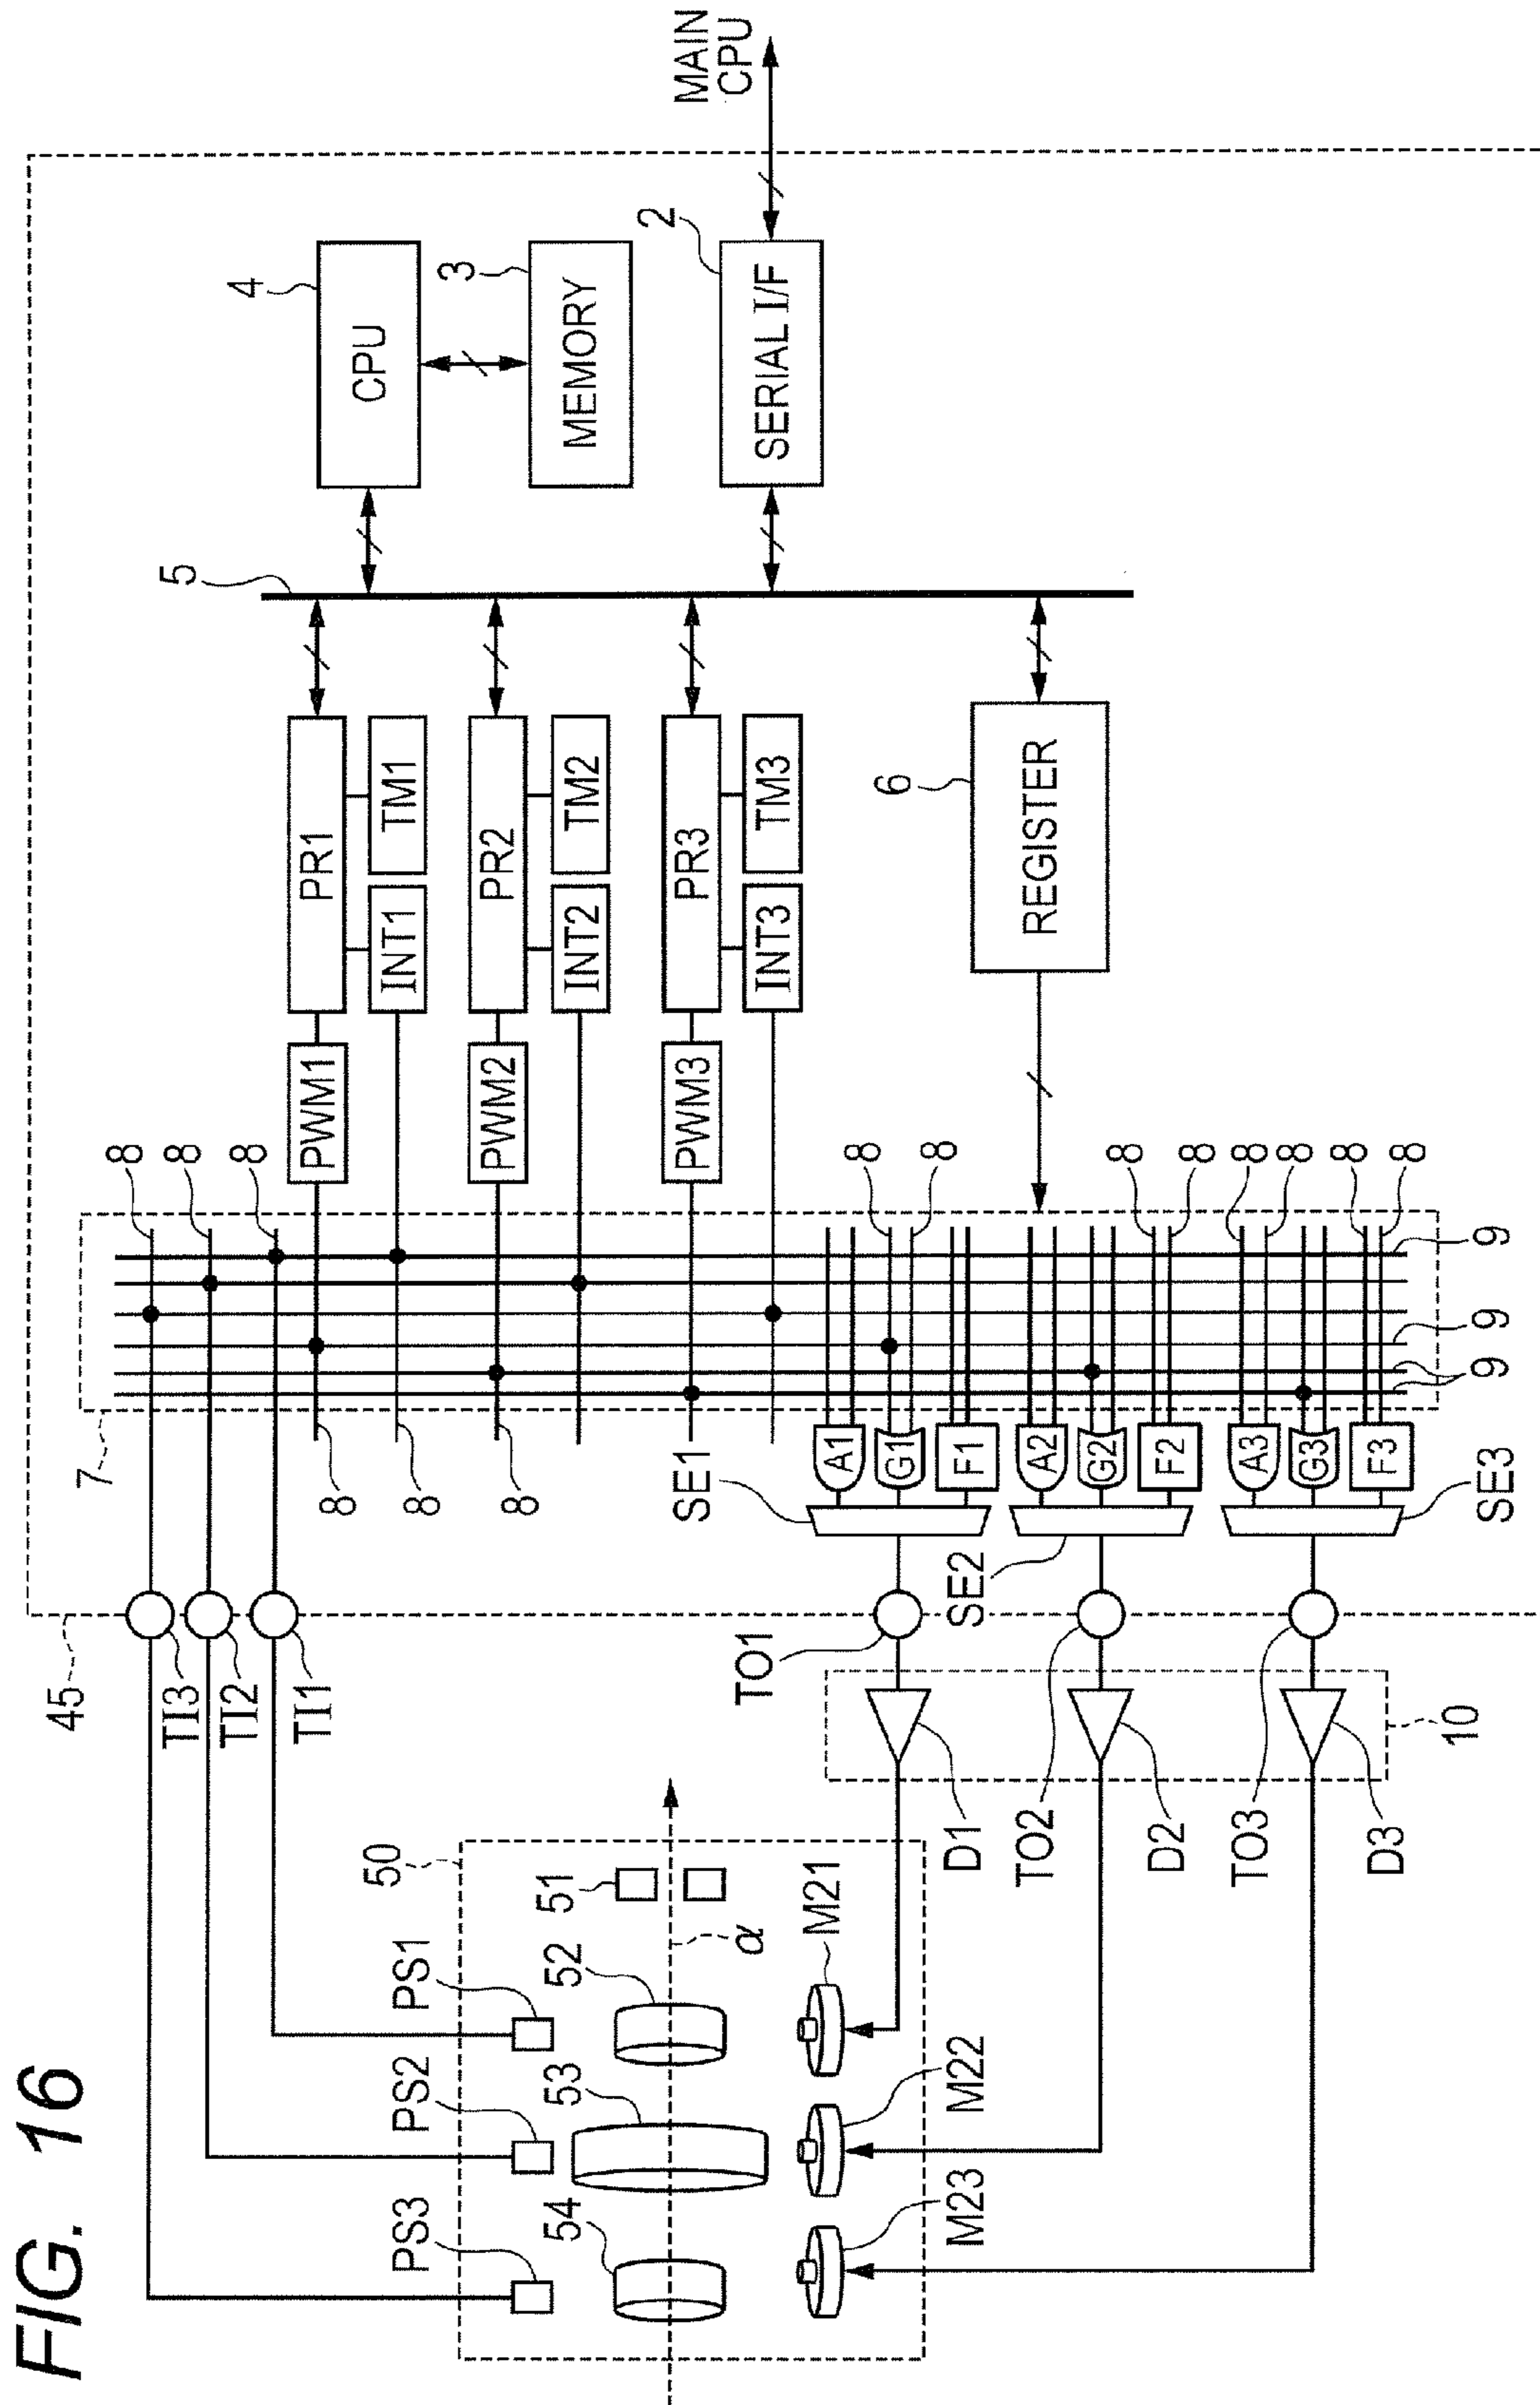 FIG. 16
MAIN
CPU
4
CPU
3
MEMORY
2
SERIAL I/F
5
PR1
TM1
INT1
PWM1
PR2
TM2
INT2
PWM2
PR3
TM3
INT3
PWM3
6
REGISTER
8
8
8
8
8
8
8
8
8
8
8
8
8
8
9
9
9
7
A1
G1
F1
A2
G2
F2
A3
G3
F3
SE1
SE2
SE3
45
TI3
TI2
TI1
TO1
TO2
TO3
D1
D2
D3
10
50
51
52
53
54
α
PS1
PS2
PS3
M21
M22
M23